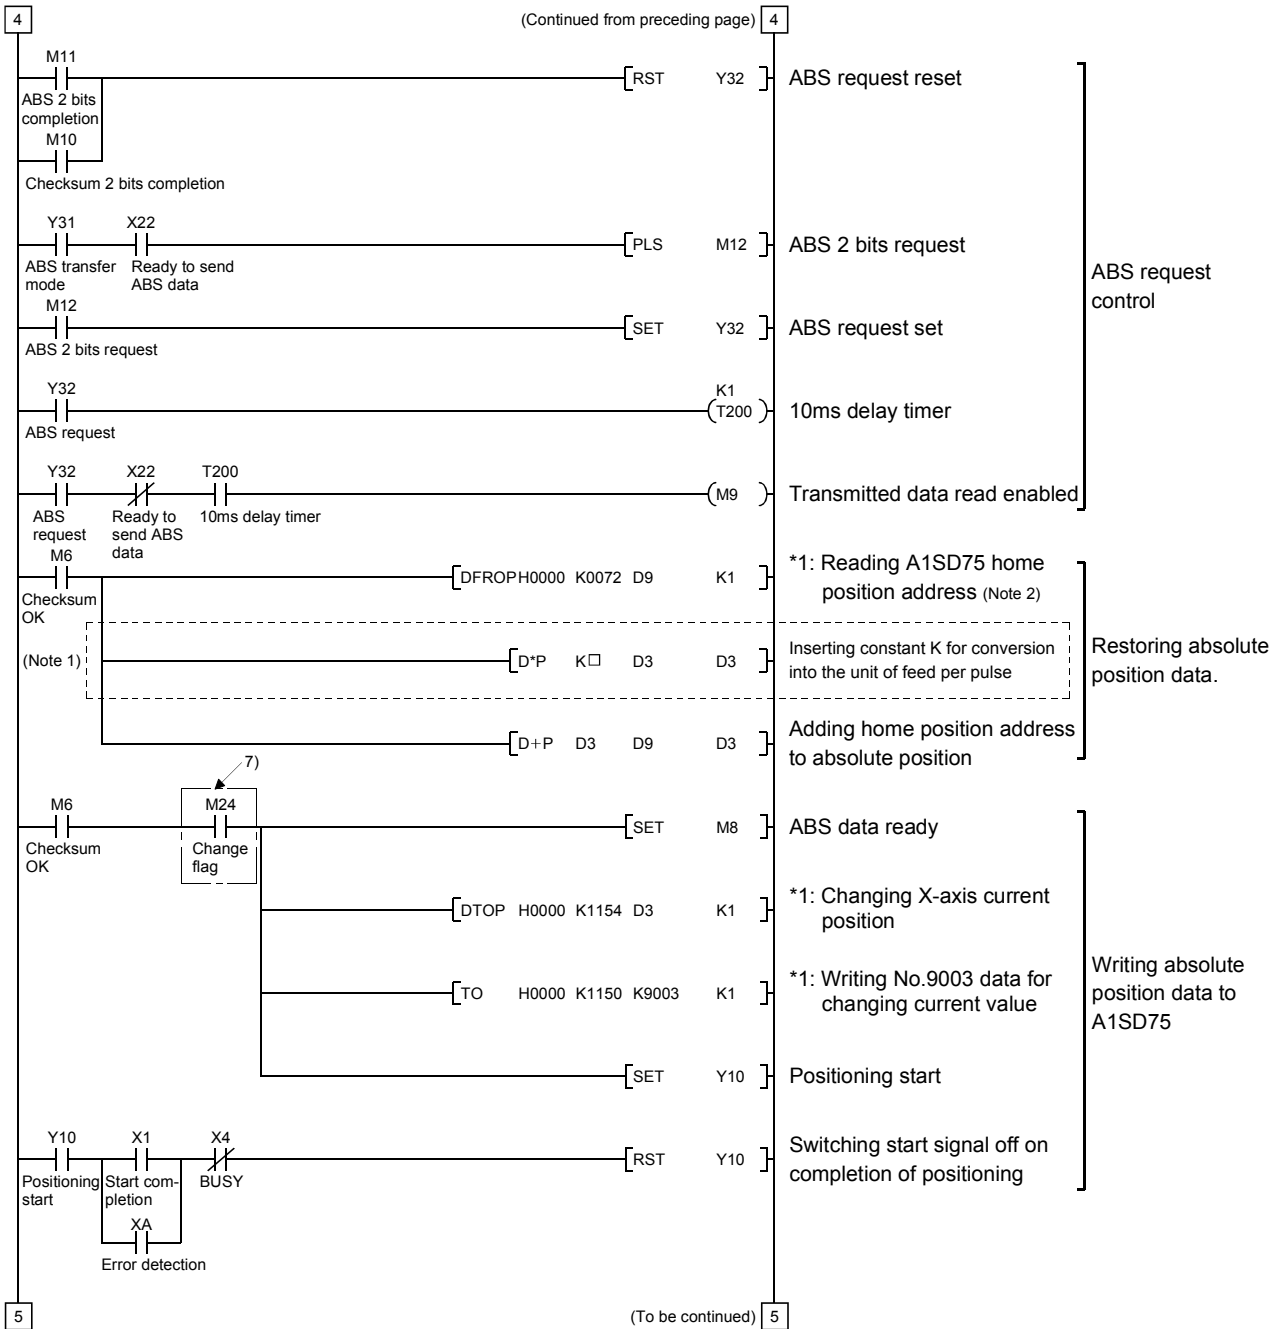 4
(Continued from preceding page)
4
M11
RST Y32
ABS request reset
ABS 2 bits
completion
M10
Checksum 2 bits completion
Y31 X22
PLS M12
ABS 2 bits request
ABS transfer
mode
Ready to send
ABS data
ABS request
control
M12
SET Y32
ABS request set
ABS 2 bits request
Y32
K1
T200
10ms delay timer
ABS request
Y32 X22 T200
M9
Transmitted data read enabled
ABS
request
Ready to
send ABS
data
10ms delay timer
M6
DFROPH0000 K0072 D9 K1
*1: Reading A1SD75 home
position address (Note 2)
Checksum
OK
(Note 1)
D*P K□ D3 D3
Inserting constant K for conversion
into the unit of feed per pulse
Restoring absolute
position data.
D+P D3 D9 D3
Adding home position address
to absolute position
7)
M6 M24
SET M8
ABS data ready
Checksum
OK
Change
flag
DTOP H0000 K1154 D3 K1
*1: Changing X-axis current
position
TO H0000 K1150 K9003 K1
*1: Writing No.9003 data for
changing current value
Writing absolute
position data to
A1SD75
SET Y10
Positioning start
Y10 X1 X4
RST Y10
Switching start signal off on
completion of positioning
Positioning
start
Start com-
pletion
BUSY
XA
Error detection
5
(To be continued)
5